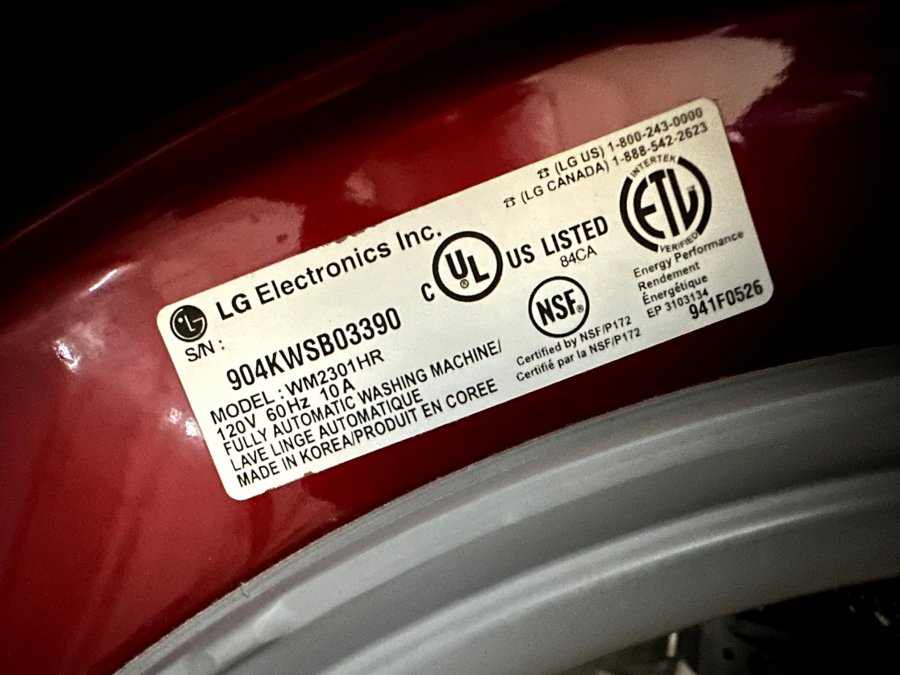 ☎ (LG US) 1-800-243-0000
☎ (LG CANADA) 1-888-542-2623
LG LG Electronics Inc.
C UL ® US LISTED
84CA
INTERTEK
ETL
VERIFIED
Energy Performance
Rendement
Énergétique
EP 3103134
941F0526
NSF®
Certified by NSF/P172
Certifié par la NSF/P172
S/N :
904KWSB03390
MODEL : WM2301HR
120V 60Hz 10A
FULLY AUTOMATIC WASHING MACHINE/
LAVE LINGE AUTOMATIQUE
MADE IN KOREA/PRODUIT EN COREE